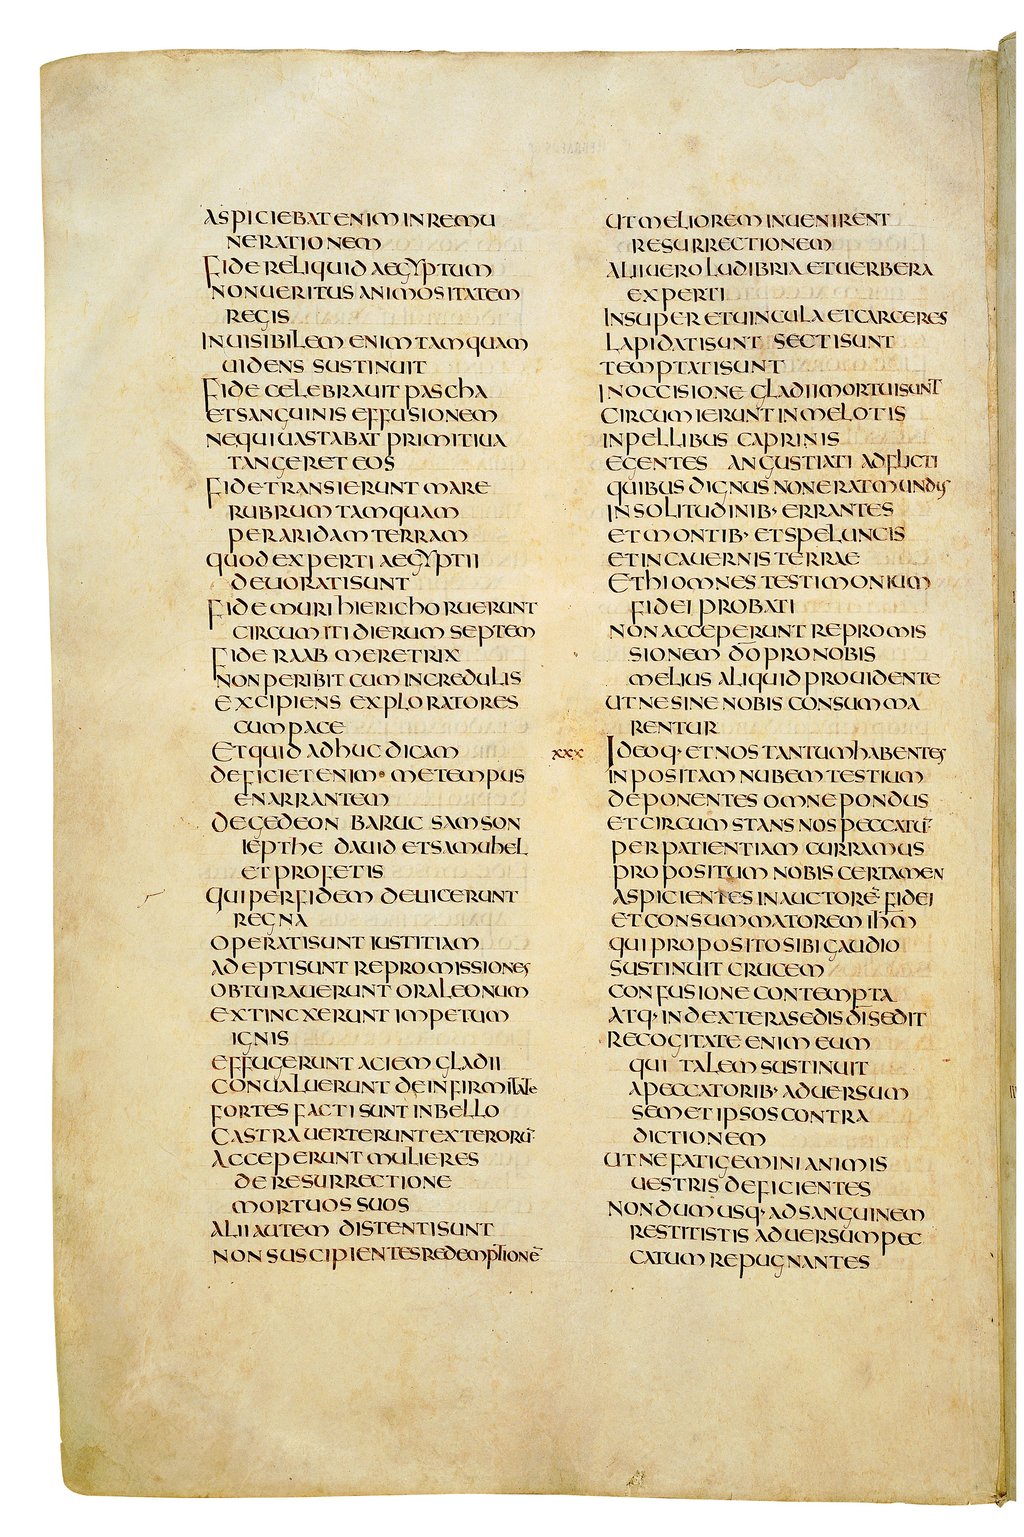 ASPICIEBAT ENIM IN REMU
NERATIONEM
FIDE RELIQUID AEGYPTUM
NON UERITUS ANIMOSITATEM
REGIS
INUISIBILEM ENIM TAMQUAM
UIDENS SUSTINUIT
FIDE CELEBRAUIT PASCHA
ET SANGUINIS EFFUSIONEM
NE QUI UASTABAT PRIMITIUA
TANGERET EOS
FIDE TRANSIERUNT MARE
RUBRUM TAMQUAM
PER ARIDAM TERRAM
QUOD EXPERTI AEGYPTII
DEUORATI SUNT
FIDE MURI HIERICHO RUERUNT
CIRCUMITI DIERUM SEPTEM
FIDE RAAB MERETRIX
NON PERIBIT CUM INCREDULIS
EXCIPIENS EXPLORATORES
CUM PACE
ET QUID ADHUC DICAM
DEFICIET ENIM ME TEMPUS
ENARRANTEM
DE GEDEON BARUC SAMSON
IEPTHE DAUID ET SAMUHEL
ET PROFETIS
QUI PER FIDEM DEUICERUNT
REGNA
OPERATI SUNT IUSTITIAM
ADEPTI SUNT REPROMISSIONES
OBTURAUERUNT ORA LEONUM
EXTINCXERUNT IMPETUM
IGNIS
EFFUGERUNT ACIEM GLADII
CONUALUERUNT DE INFIRMITATE
FORTES FACTI SUNT IN BELLO
CASTRA UERTERUNT EXTERORŪ·
ACCEPERUNT MULIERES
DE RESURRECTIONE
MORTUOS SUOS
ALII AUTEM DISTENTI SUNT
NON SUSCIPIENTES REDEMPTIONĒ
UT MELIOREM INUENIRENT
RESURRECTIONEM
ALII UERO LUDIBRIA ET UERBERA
EXPERTI
INSUPER ET UINCULA ET CARCERES
LAPIDATI SUNT SECTI SUNT
TEMPTATI SUNT
IN OCCISIONE GLADII MORTUI SUNT
CIRCUMIERUNT IN MELOTIS
IN PELLIBUS CAPRINIS
EGENTES ANGUSTIATI ADFLICTI
QUIBUS DIGNUS NON ERAT MUNDUS
IN SOLITUDINIB· ERRANTES
ET MONTIB· ET SPELUNCIS
ET IN CAUERNIS TERRAE
ET HI OMNES TESTIMONIUM
FIDEI PROBATI
NON ACCEPERUNT REPROMIS
SIONEM D̄O PRO NOBIS
MELIUS ALIQUID PROUIDENTE
UT NE SINE NOBIS CONSUMMA
RENTUR
XXX IDEOQ· ET NOS TANTUM HABENTES
INPOSITAM NUBEM TESTIUM
DEPONENTES OMNE PONDUS
ET CIRCUMSTANS NOS PECCATŪ·
PER PATIENTIAM CURRAMUS
PROPOSITUM NOBIS CERTAMEN
ASPICIENTES IN AUCTORĒ· FIDEI
ET CONSUMMATOREM IH̄M
QUI PROPOSITO SIBI GAUDIO
SUSTINUIT CRUCEM
CONFUSIONE CONTEMPTA
ATQ· IN DEXTERA SEDIS D̄I SEDIT
RECOGITATE ENIM EUM
QUI TALEM SUSTINUIT
A PECCATORIB· ADUERSUM
SEMET IPSOS CONTRA
DICTIONEM
UT NE FATIGEMINI ANIMIS
UESTRIS DEFICIENTES
NONDUM USQ· AD SANGUINEM
RESTITISTIS ADUERSUM PEC
CATUM REPUGNANTES